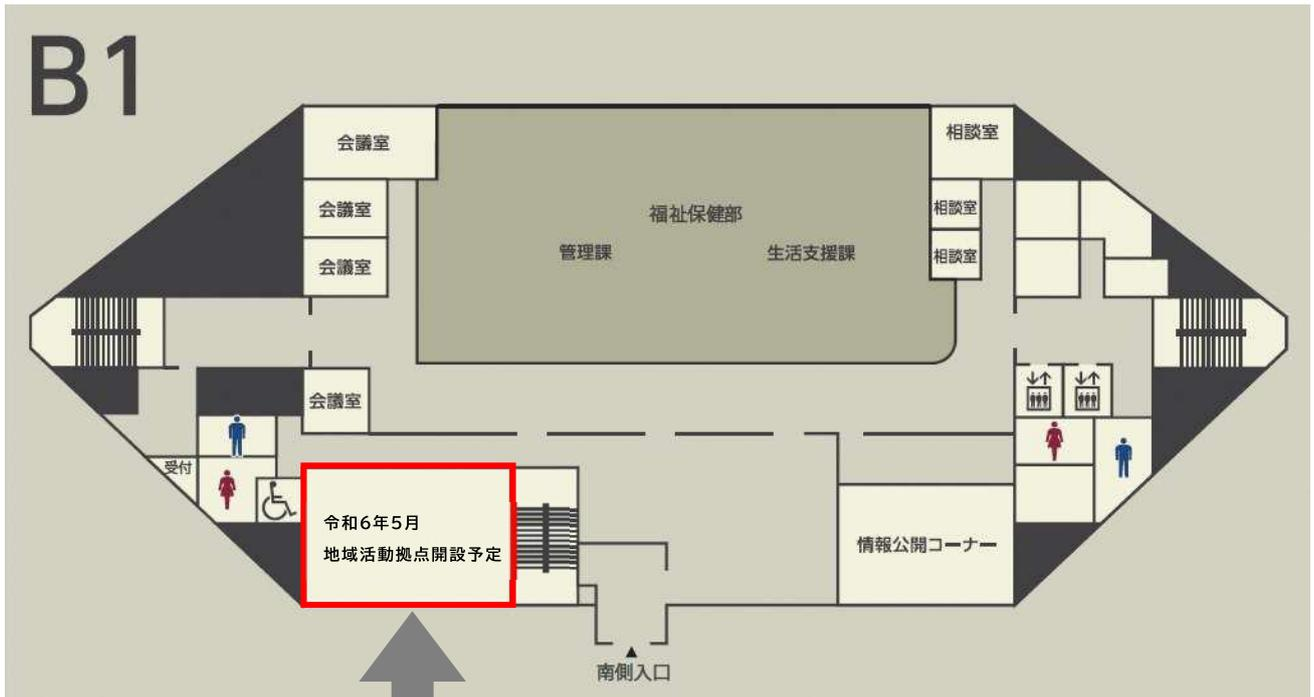 B1
会議室
相談室
会議室
相談室
福祉保健部
管理課
生活支援課
相談室
会議室
会議室
受付
令和6年5月
地域活動拠点開設予定
情報公開コーナー
南側入口